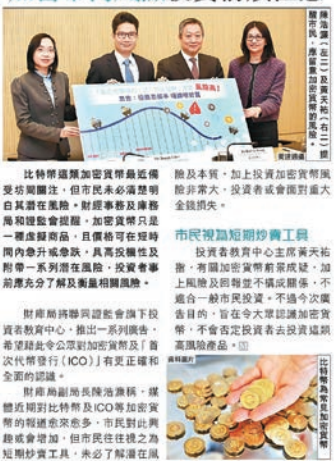 陳浩濂（左二）及黃天祐（右二）提
醒市民，應留意加密貨幣的風險。
比特幣這類加密貨幣最近備
受坊間關注，但市民未必清楚明
白其潛在風險。財經事務及庫務
局和證監會提醒，加密貨幣只是
一種虛擬商品，且價格可在短時
間內急升或急跌，具高投機性及
附帶一系列潛在風險，投資者事
前應充分了解及衡量相關風險。
財庫局將聯同證監會旗下投
資者教育中心，推出一系列廣告，
希望藉此令公眾對加密貨幣及「首
次代幣發行（ICO）」有更正確和
全面的認識。
財庫局副局長陳浩濂稱，媒
體近期對比特幣及ICO等加密貨
幣的報道愈來愈多，市民對此興
趣或會增加，但市民往往視之為
短期炒賣工具，未必了解潛在風
險及本質，加上投資加密貨幣風
險非常大，投資者或會面對重大
金錢損失。
市民視為短期炒賣工具
投資者教育中心主席黃天祐
指，有關加密貨幣前景成疑，加
上風險及回報並不構成關係，不
適合一般市民投資。不過今次廣
告目的，旨在令大眾認識加密貨
幣，不會否定投資者去投資這類
高風險產品。
資料圖片
比特幣為常見加密貨幣